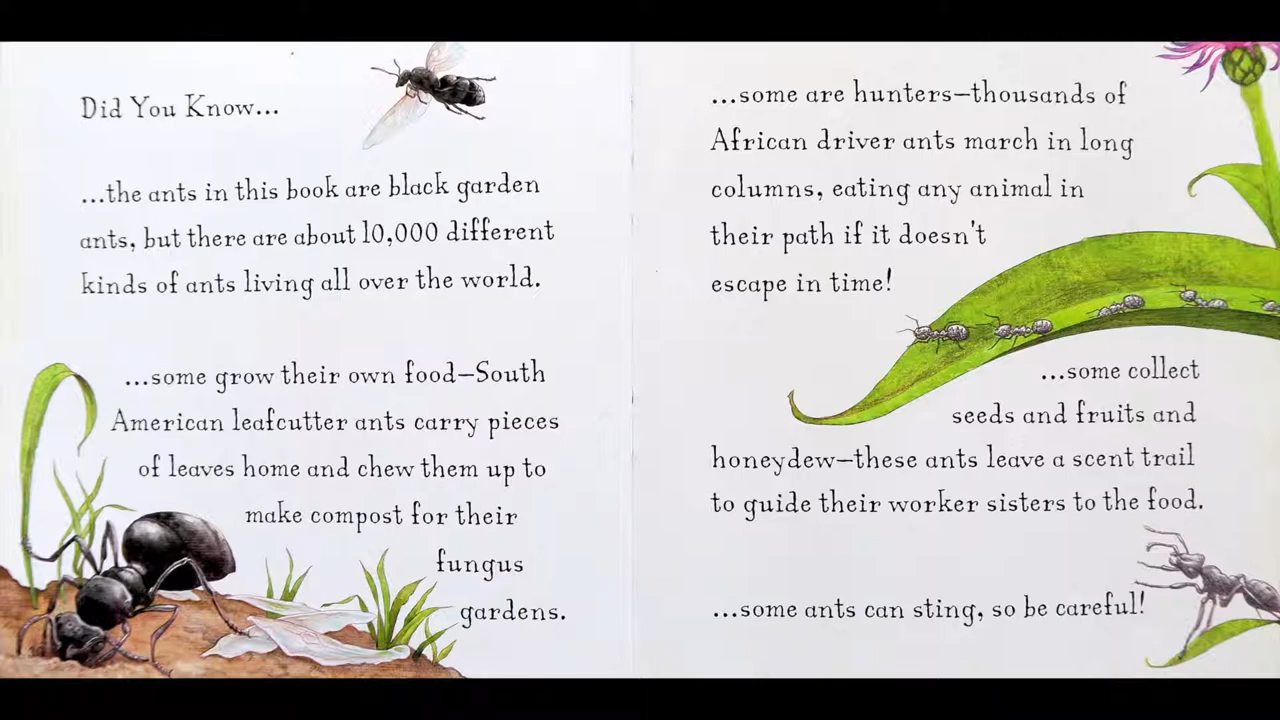 Did You Know...
...the ants in this book are black garden
ants, but there are about 10,000 different
kinds of ants living all over the world.
...some grow their own food—South
American leafcutter ants carry pieces
of leaves home and chew them up to
make compost for their
fungus
gardens.
...some are hunters—thousands of
African driver ants march in long
columns, eating any animal in
their path if it doesn't
escape in time!
...some collect
seeds and fruits and
honeydew—these ants leave a scent trail
to guide their worker sisters to the food.
...some ants can sting, so be careful!